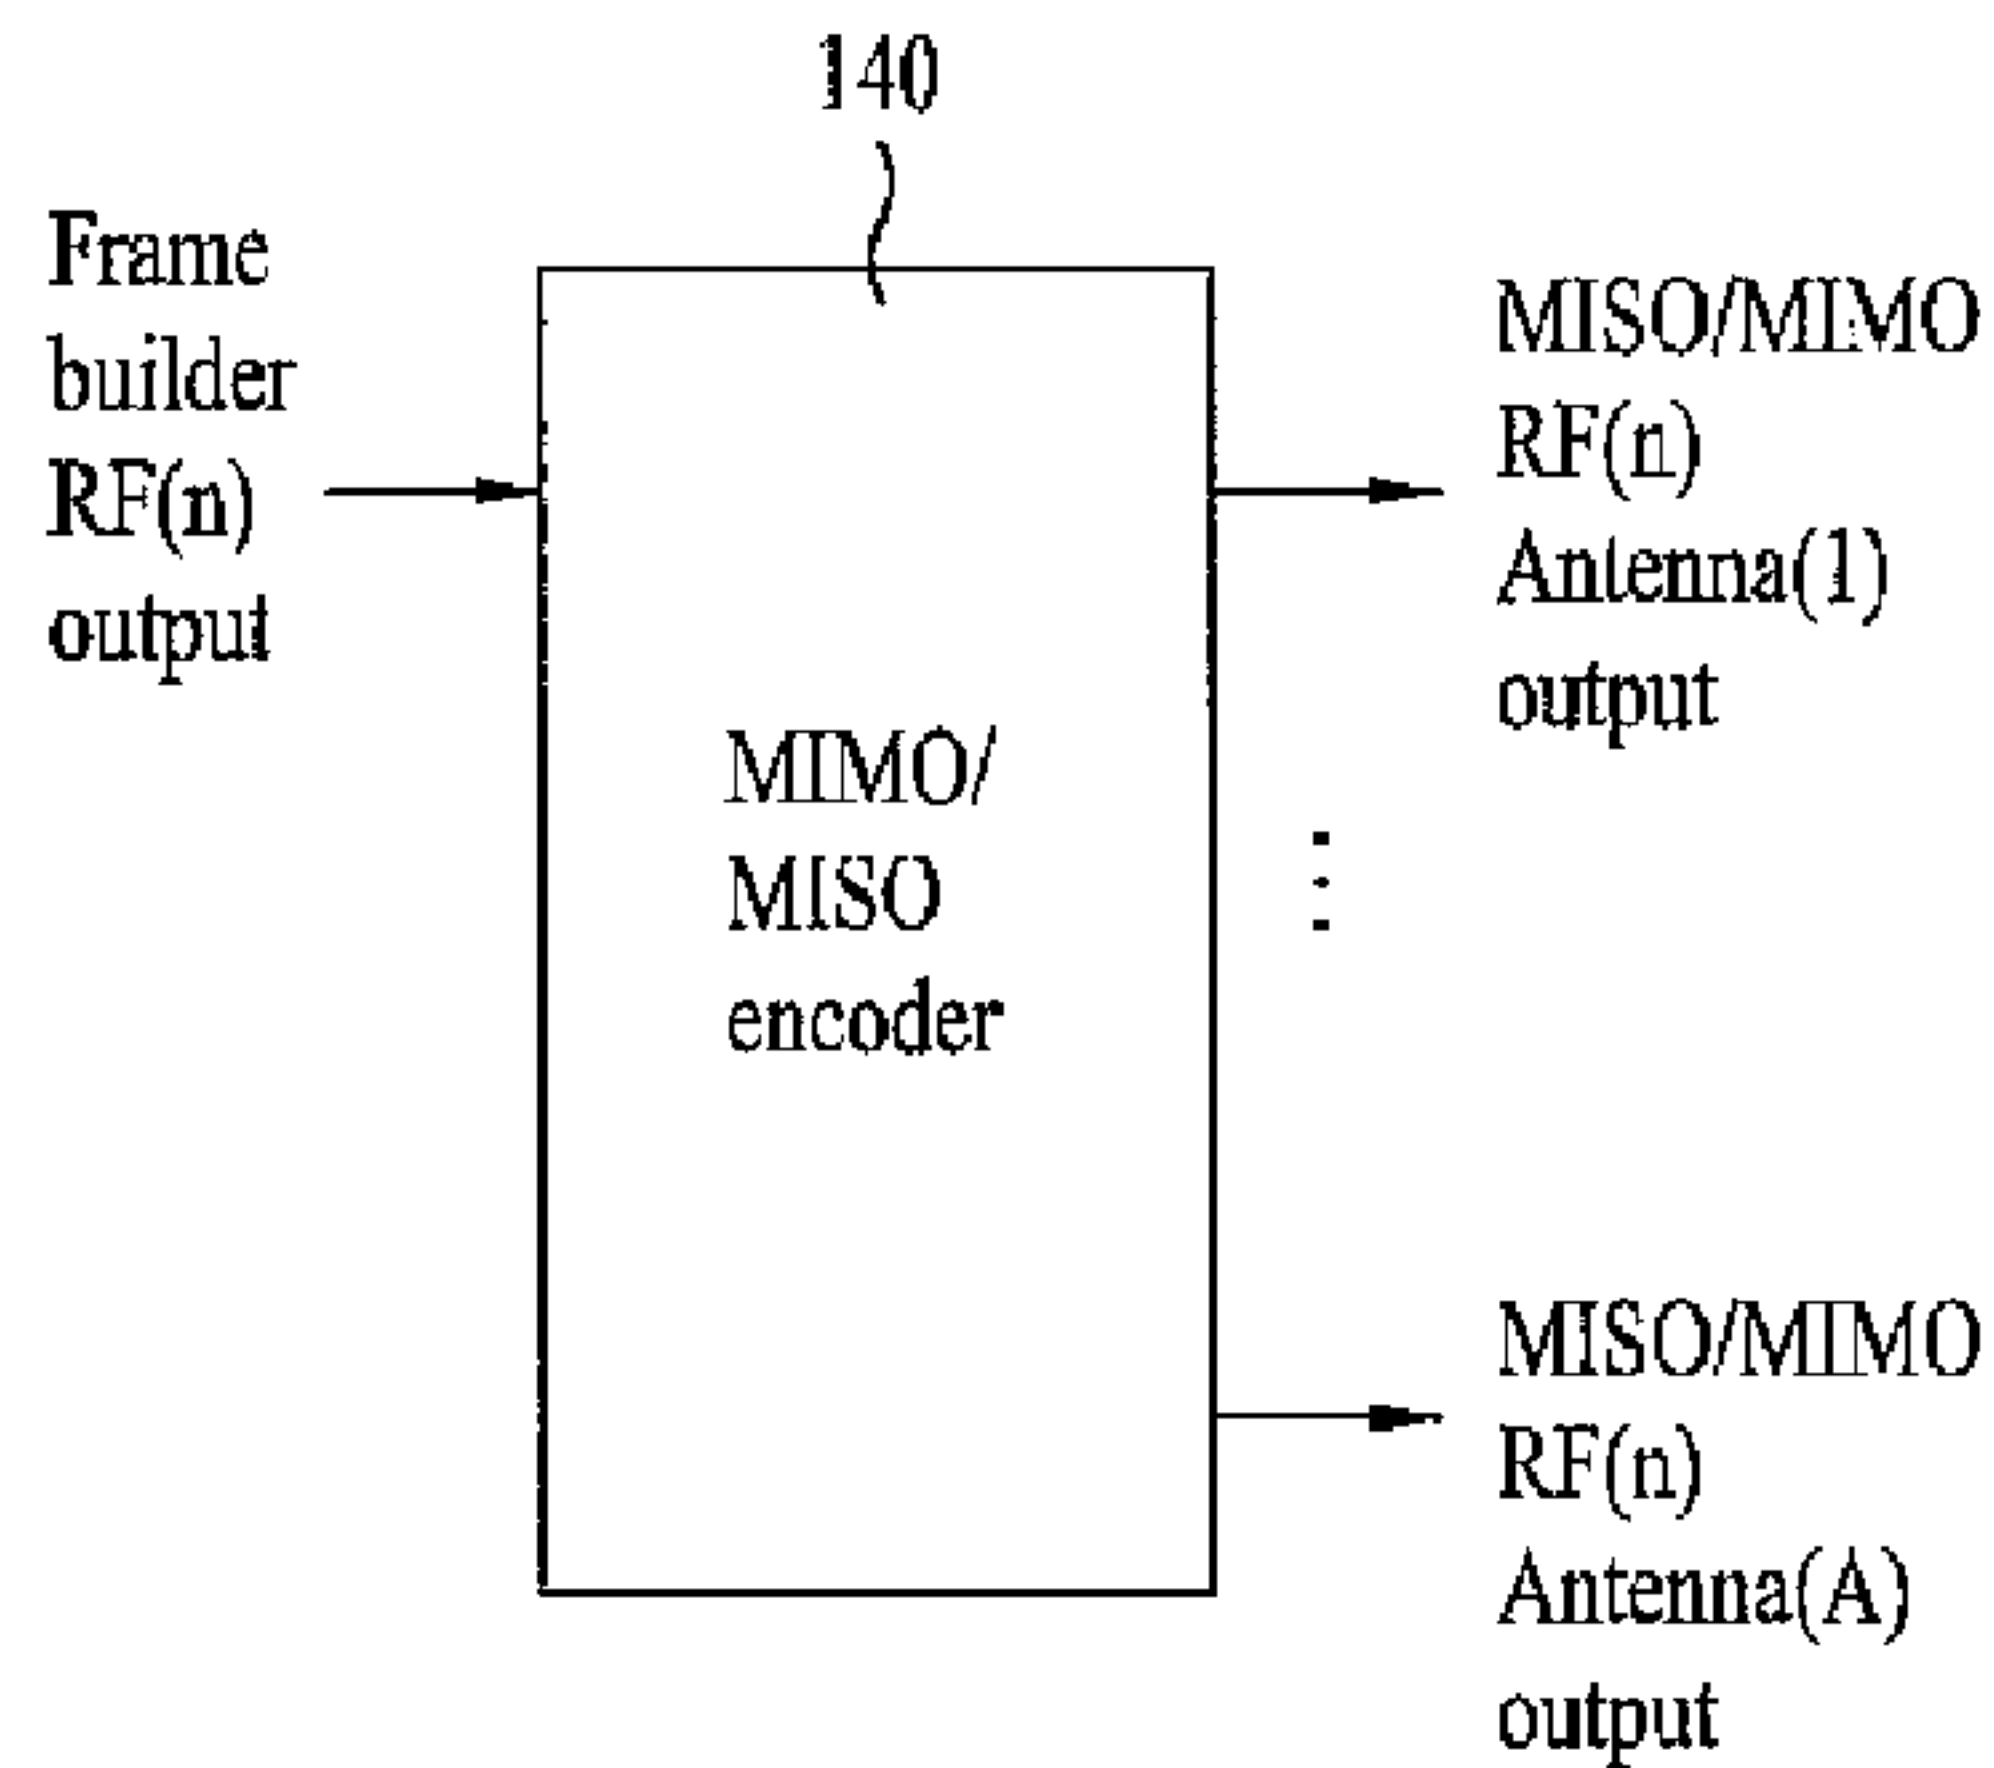 140
Frame
builder
RF(n)
output
MIMO/
MISO
encoder
MISO/MIMO
RF(n)
Antenna(1)
output
MISO/MIMO
RF(n)
Antenna(A)
output